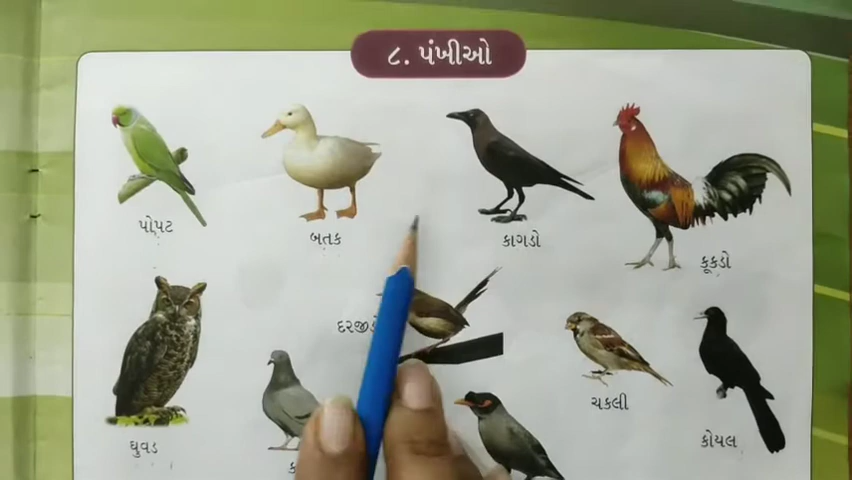 ૮. પંખીઓ
પોપટ
બતક
કાગડો
કૂકડો
ચકલી
ઘુવડ
કોયલ